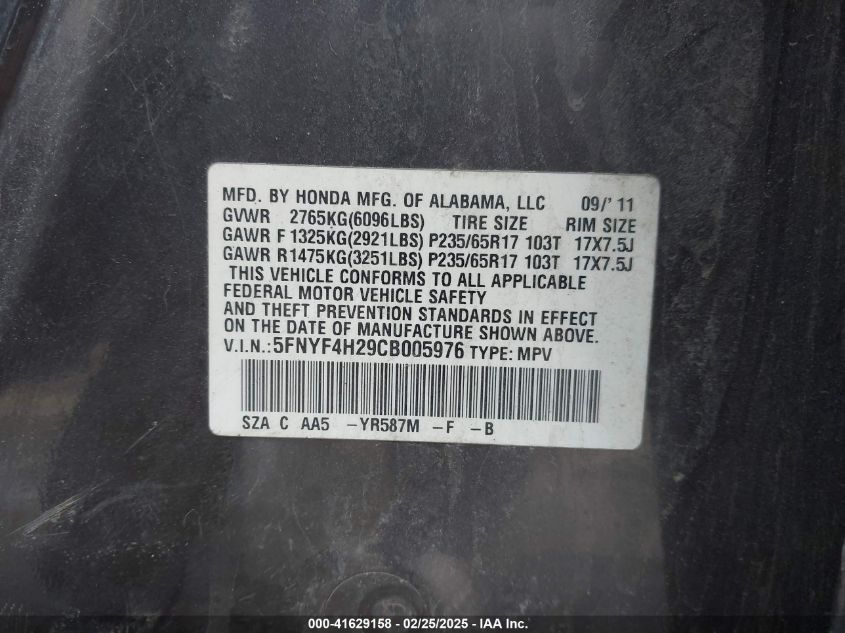 MFD. BY HONDA MFG. OF ALABAMA, LLC 09/' 11
GVWR 2765KG(6096LBS) TIRE SIZE RIM SIZE
GAWR F 1325KG(2921LBS) P235/65R17 103T 17X7.5J
GAWR R1475KG(3251LBS) P235/65R17 103T 17X7.5J
THIS VEHICLE CONFORMS TO ALL APPLICABLE
FEDERAL MOTOR VEHICLE SAFETY
AND THEFT PREVENTION STANDARDS IN EFFECT
ON THE DATE OF MANUFACTURE SHOWN ABOVE.
V.I.N.:5FNYF4H29CB005976 TYPE: MPV
SZA C AA5 -YR587M -F -B
000-41629158 - 02/25/2025 - IAA Inc.